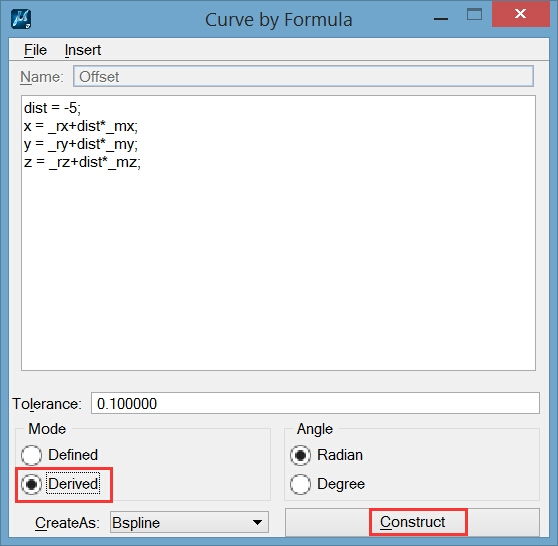 Curve by Formula
File Insert
Name: Offset
dist = -5;
x = _rx+dist*_mx;
y = _ry+dist*_my;
z = _rz+dist*_mz;
Tolerance: 0.100000
Mode Angle
Defined Radian
Derived Degree
CreateAs: Bspline Construct